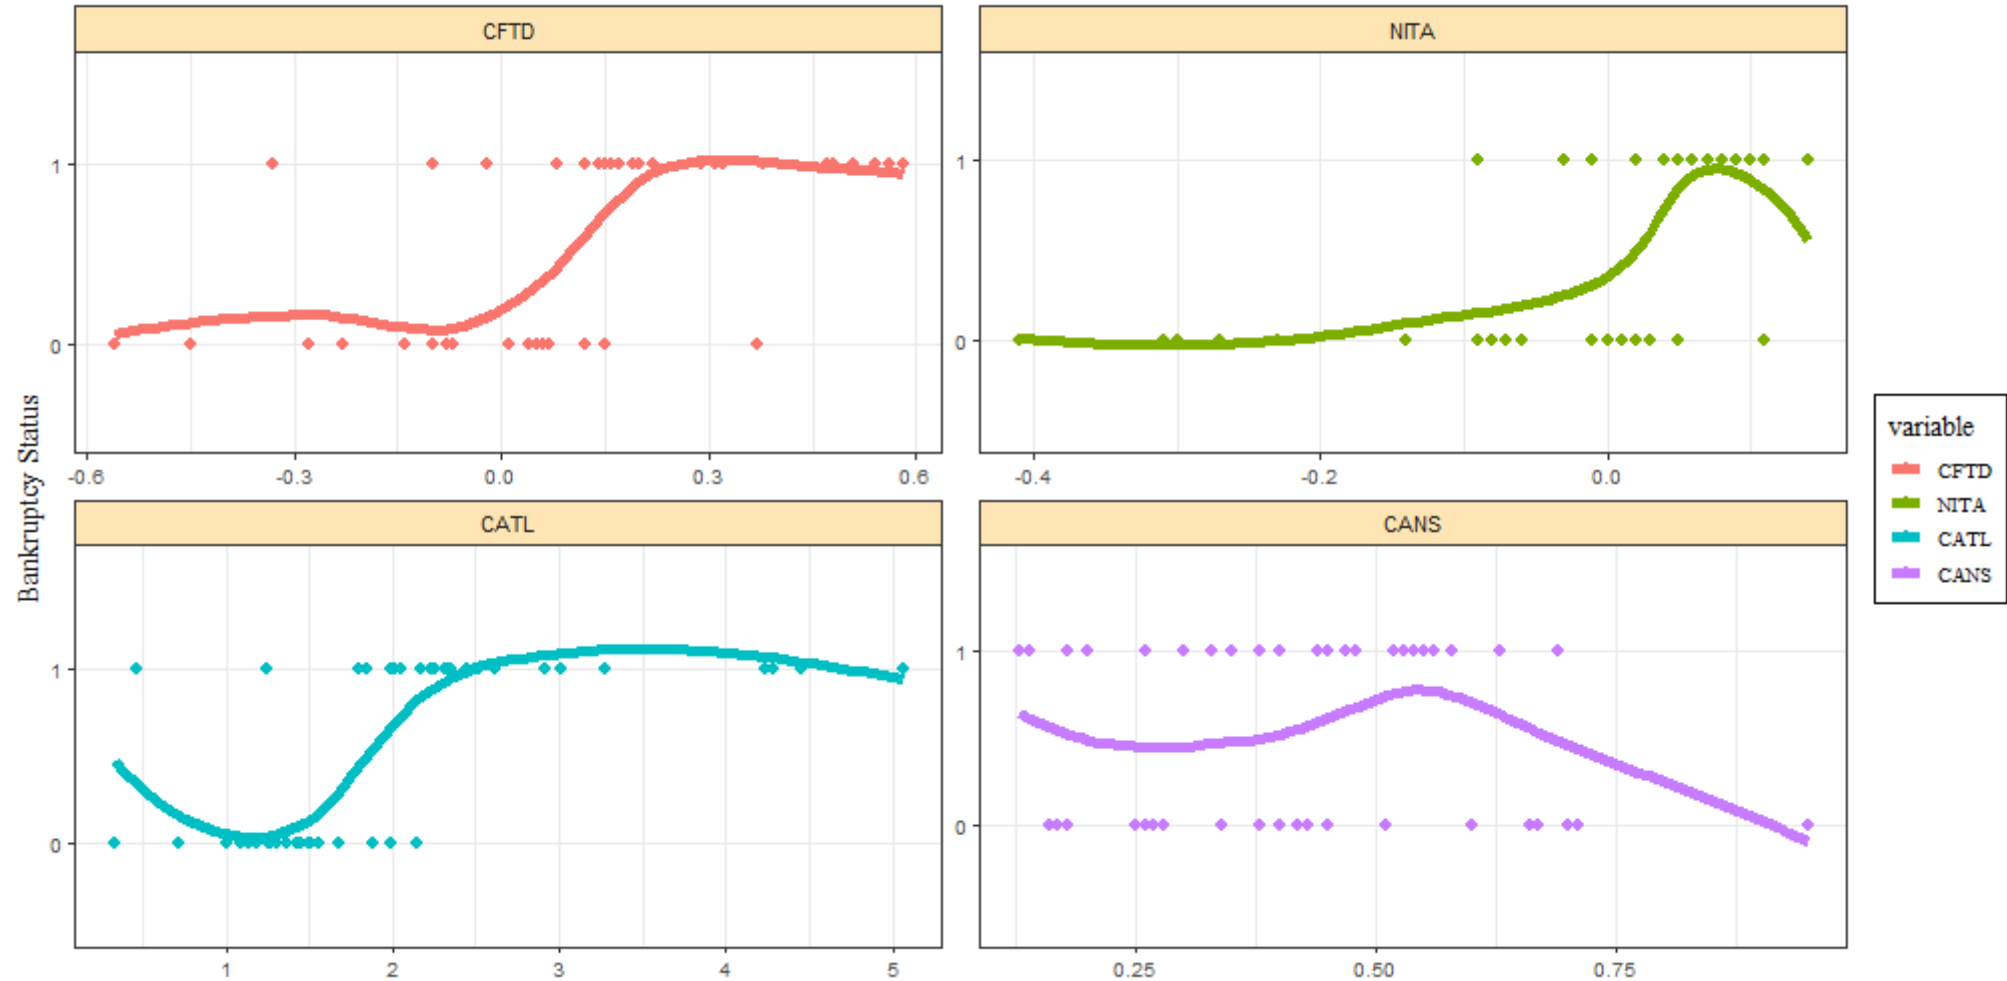 CFTD
NITA
1
0
-0.6
-0.3
0.0
0.3
0.6
1
0
-0.4
-0.2
0.0
Bankruptcy Status
CATL
CANS
1
0
1
2
3
4
5
1
0
0.25
0.50
0.75
variable
CFTD
NITA
CATL
CANS